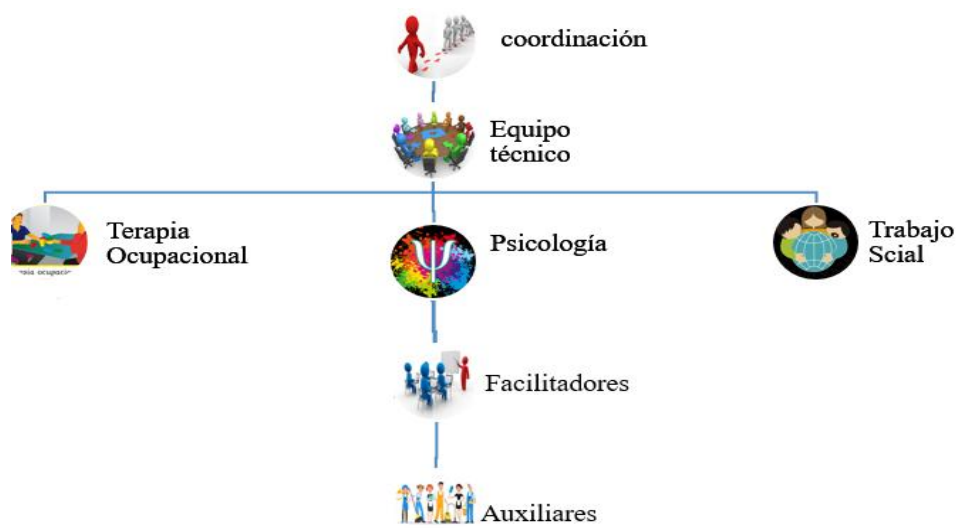 coordinación
Equipo
técnico
Terapia
Ocupacional
Psicología
Trabajo
Scial
Facilitadores
Auxiliares